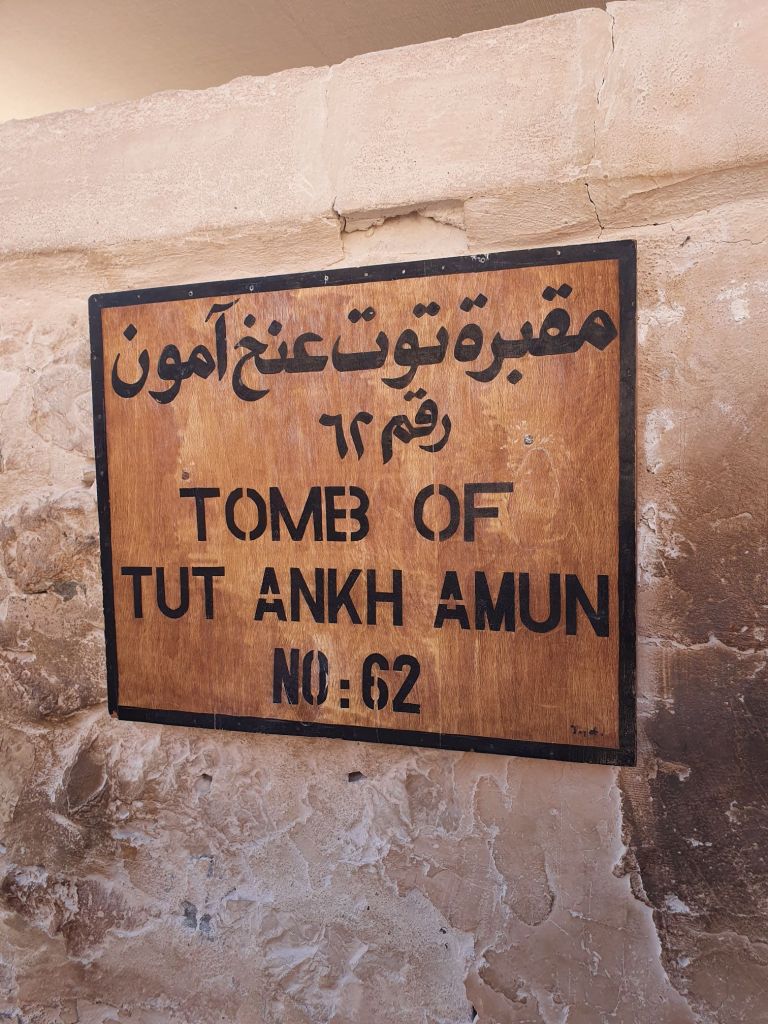 مقبرة توت عنخ آمون
رقم ٦٢
TOMB OF
TUT ANKH AMUN
NO: 62